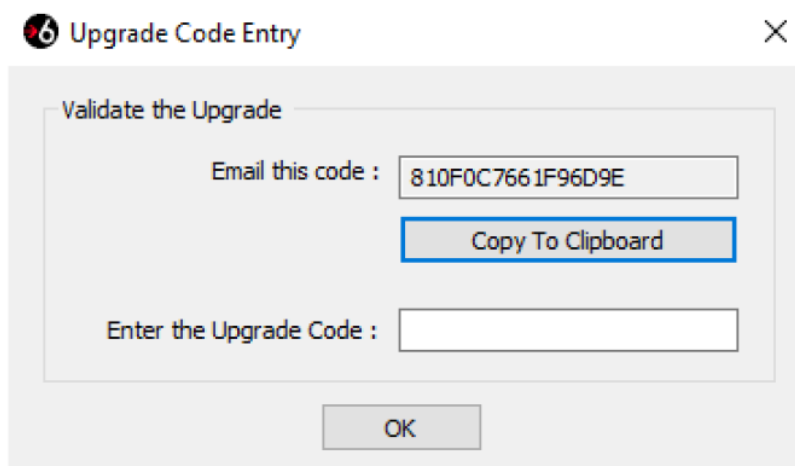 Upgrade Code Entry
Validate the Upgrade
Email this code : 810F0C7661F96D9E
Copy To Clipboard
Enter the Upgrade Code :
OK